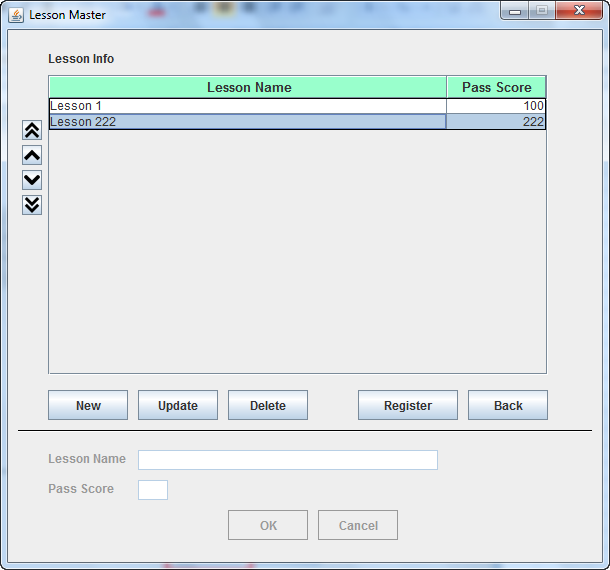 Lesson Master
Lesson Info
Lesson Name Pass Score
Lesson 1 100
Lesson 222 222
New Update Delete Register Back
Lesson Name
Pass Score
OK Cancel